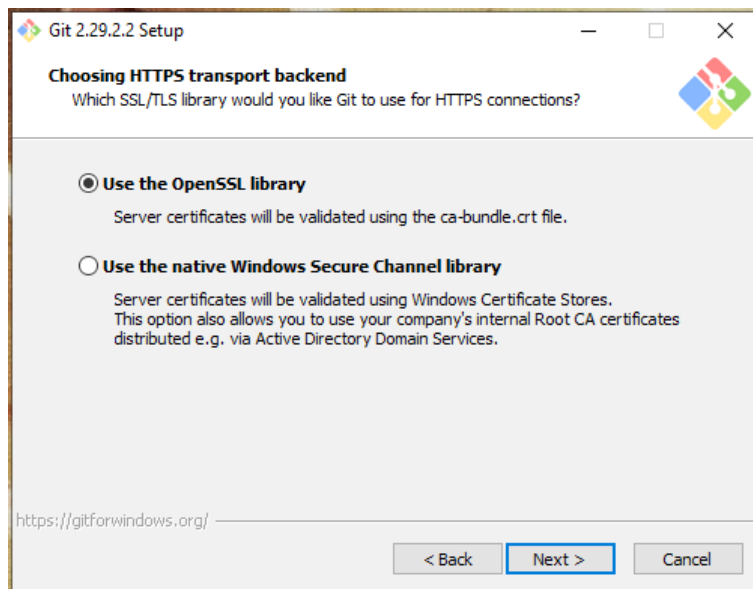 Git 2.29.2.2 Setup
Choosing HTTPS transport backend
Which SSL/TLS library would you like Git to use for HTTPS connections?
Use the OpenSSL library
Server certificates will be validated using the ca-bundle.crt file.
Use the native Windows Secure Channel library
Server certificates will be validated using Windows Certificate Stores.
This option also allows you to use your company's internal Root CA certificates
distributed e.g. via Active Directory Domain Services.
https://gitforwindows.org/
< Back Next > Cancel